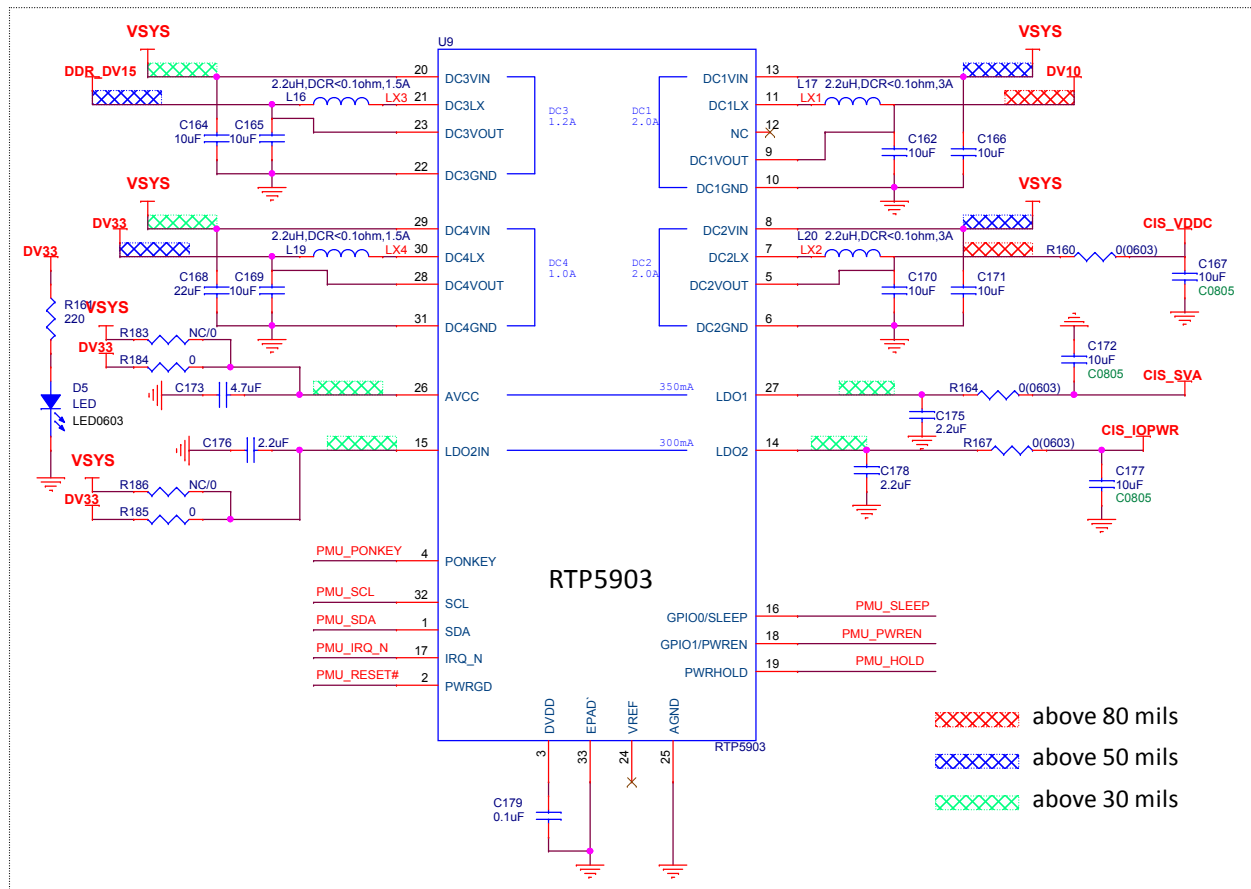 VSYS
DDR_DV15
U9
20
DC3VIN
2.2uH,DCR<0.1ohm,1.5A
L16
LX3
21
DC3LX
23
DC3VOUT
C164
10uF
C165
10uF
22
DC3GND
DC3
1.2A
DC1
2.0A
VSYS
DV10
13
DC1VIN
L17
2.2uH,DCR<0.1ohm,3A
11
DC1LX
LX1
12
NC
9
DC1VOUT
C162
10uF
C166
10uF
10
DC1GND
VSYS
DV33
29
DC4VIN
2.2uH,DCR<0.1ohm,1.5A
L19
LX4
30
DC4LX
28
DC4VOUT
C168
22uF
C169
10uF
31
DC4GND
DC4
1.0A
DC2
2.0A
VSYS
8
DC2VIN
L20
2.2uH,DCR<0.1ohm,3A
7
DC2LX
LX2
5
DC2VOUT
C170
10uF
C171
10uF
6
DC2GND
R160
0(0603)
CIS_VDDC
C167
10uF
C0805
DV33
R161
220
D5
LED
LED0603
VSYS
R183
NC/0
DV33
R184
0
C173
4.7uF
26
AVCC
350mA
27
LDO1
R164
0(0603)
C172
10uF
C0805
CIS_SVA
C175
2.2uF
C176
2.2uF
15
LDO2IN
300mA
14
LDO2
R167
0(0603)
CIS_IOPWR
C178
2.2uF
C177
10uF
C0805
VSYS
R186
NC/0
DV33
R185
0
PMU_PONKEY
4
PONKEY
PMU_SCL
32
SCL
PMU_SDA
1
SDA
PMU_IRQ_N
17
IRQ_N
PMU_RESET#
2
PWRGD
RTP5903
GPIO0/SLEEP
16
PMU_SLEEP
GPIO1/PWREN
18
PMU_PWREN
PWRHOLD
19
PMU_HOLD
DVDD
EPAD`
VREF
AGND
3
33
24
25
RTP5903
C179
0.1uF
above 80 mils
above 50 mils
above 30 mils